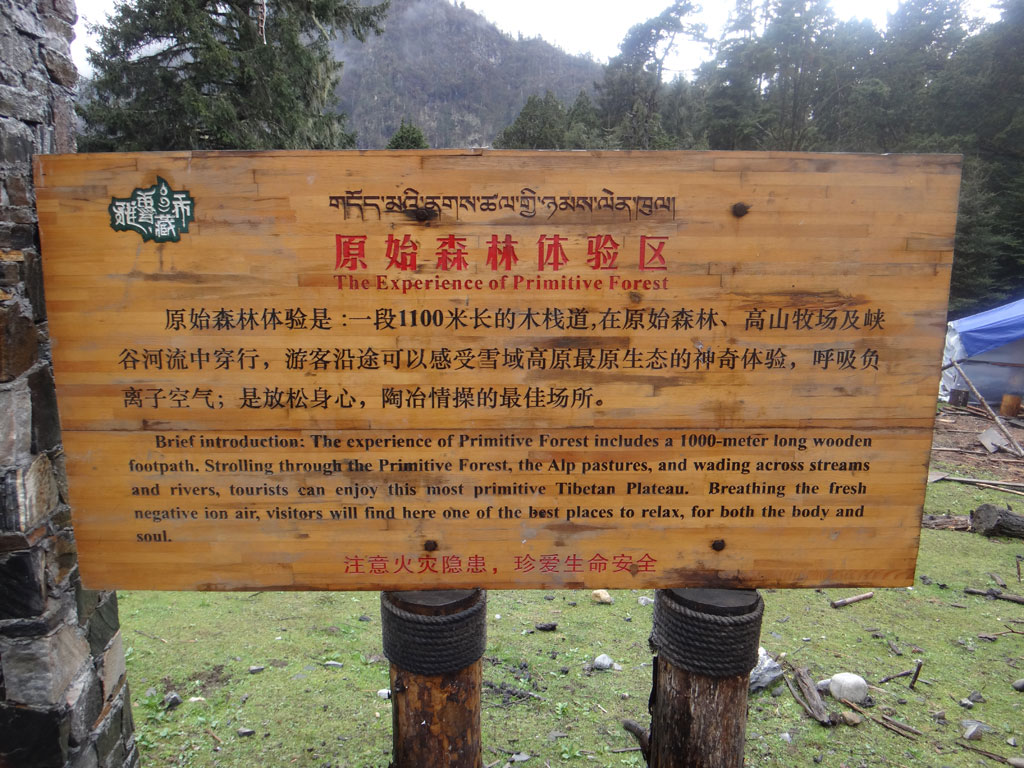 雅魯藏布
གདོད་མའི་ནགས་ཚལ་གྱི་ཉམས་ལེན་ཁུལ།
原始森林体验区
The Experience of Primitive Forest
原始森林体验是:一段1100米长的木栈道,在原始森林、高山牧场及峡
谷河流中穿行，游客沿途可以感受雪域高原最原生态的神奇体验，呼吸负
离子空气；是放松身心，陶冶情操的最佳场所。
Brief introduction: The experience of Primitive Forest includes a 1000-meter long wooden
footpath. Strolling through the Primitive Forest, the Alp pastures, and wading across streams
and rivers, tourists can enjoy this most primitive Tibetan Plateau. Breathing the fresh
negative ion air, visitors will find here one of the best places to relax, for both the body and
soul.
注意火灾隐患，珍爱生命安全